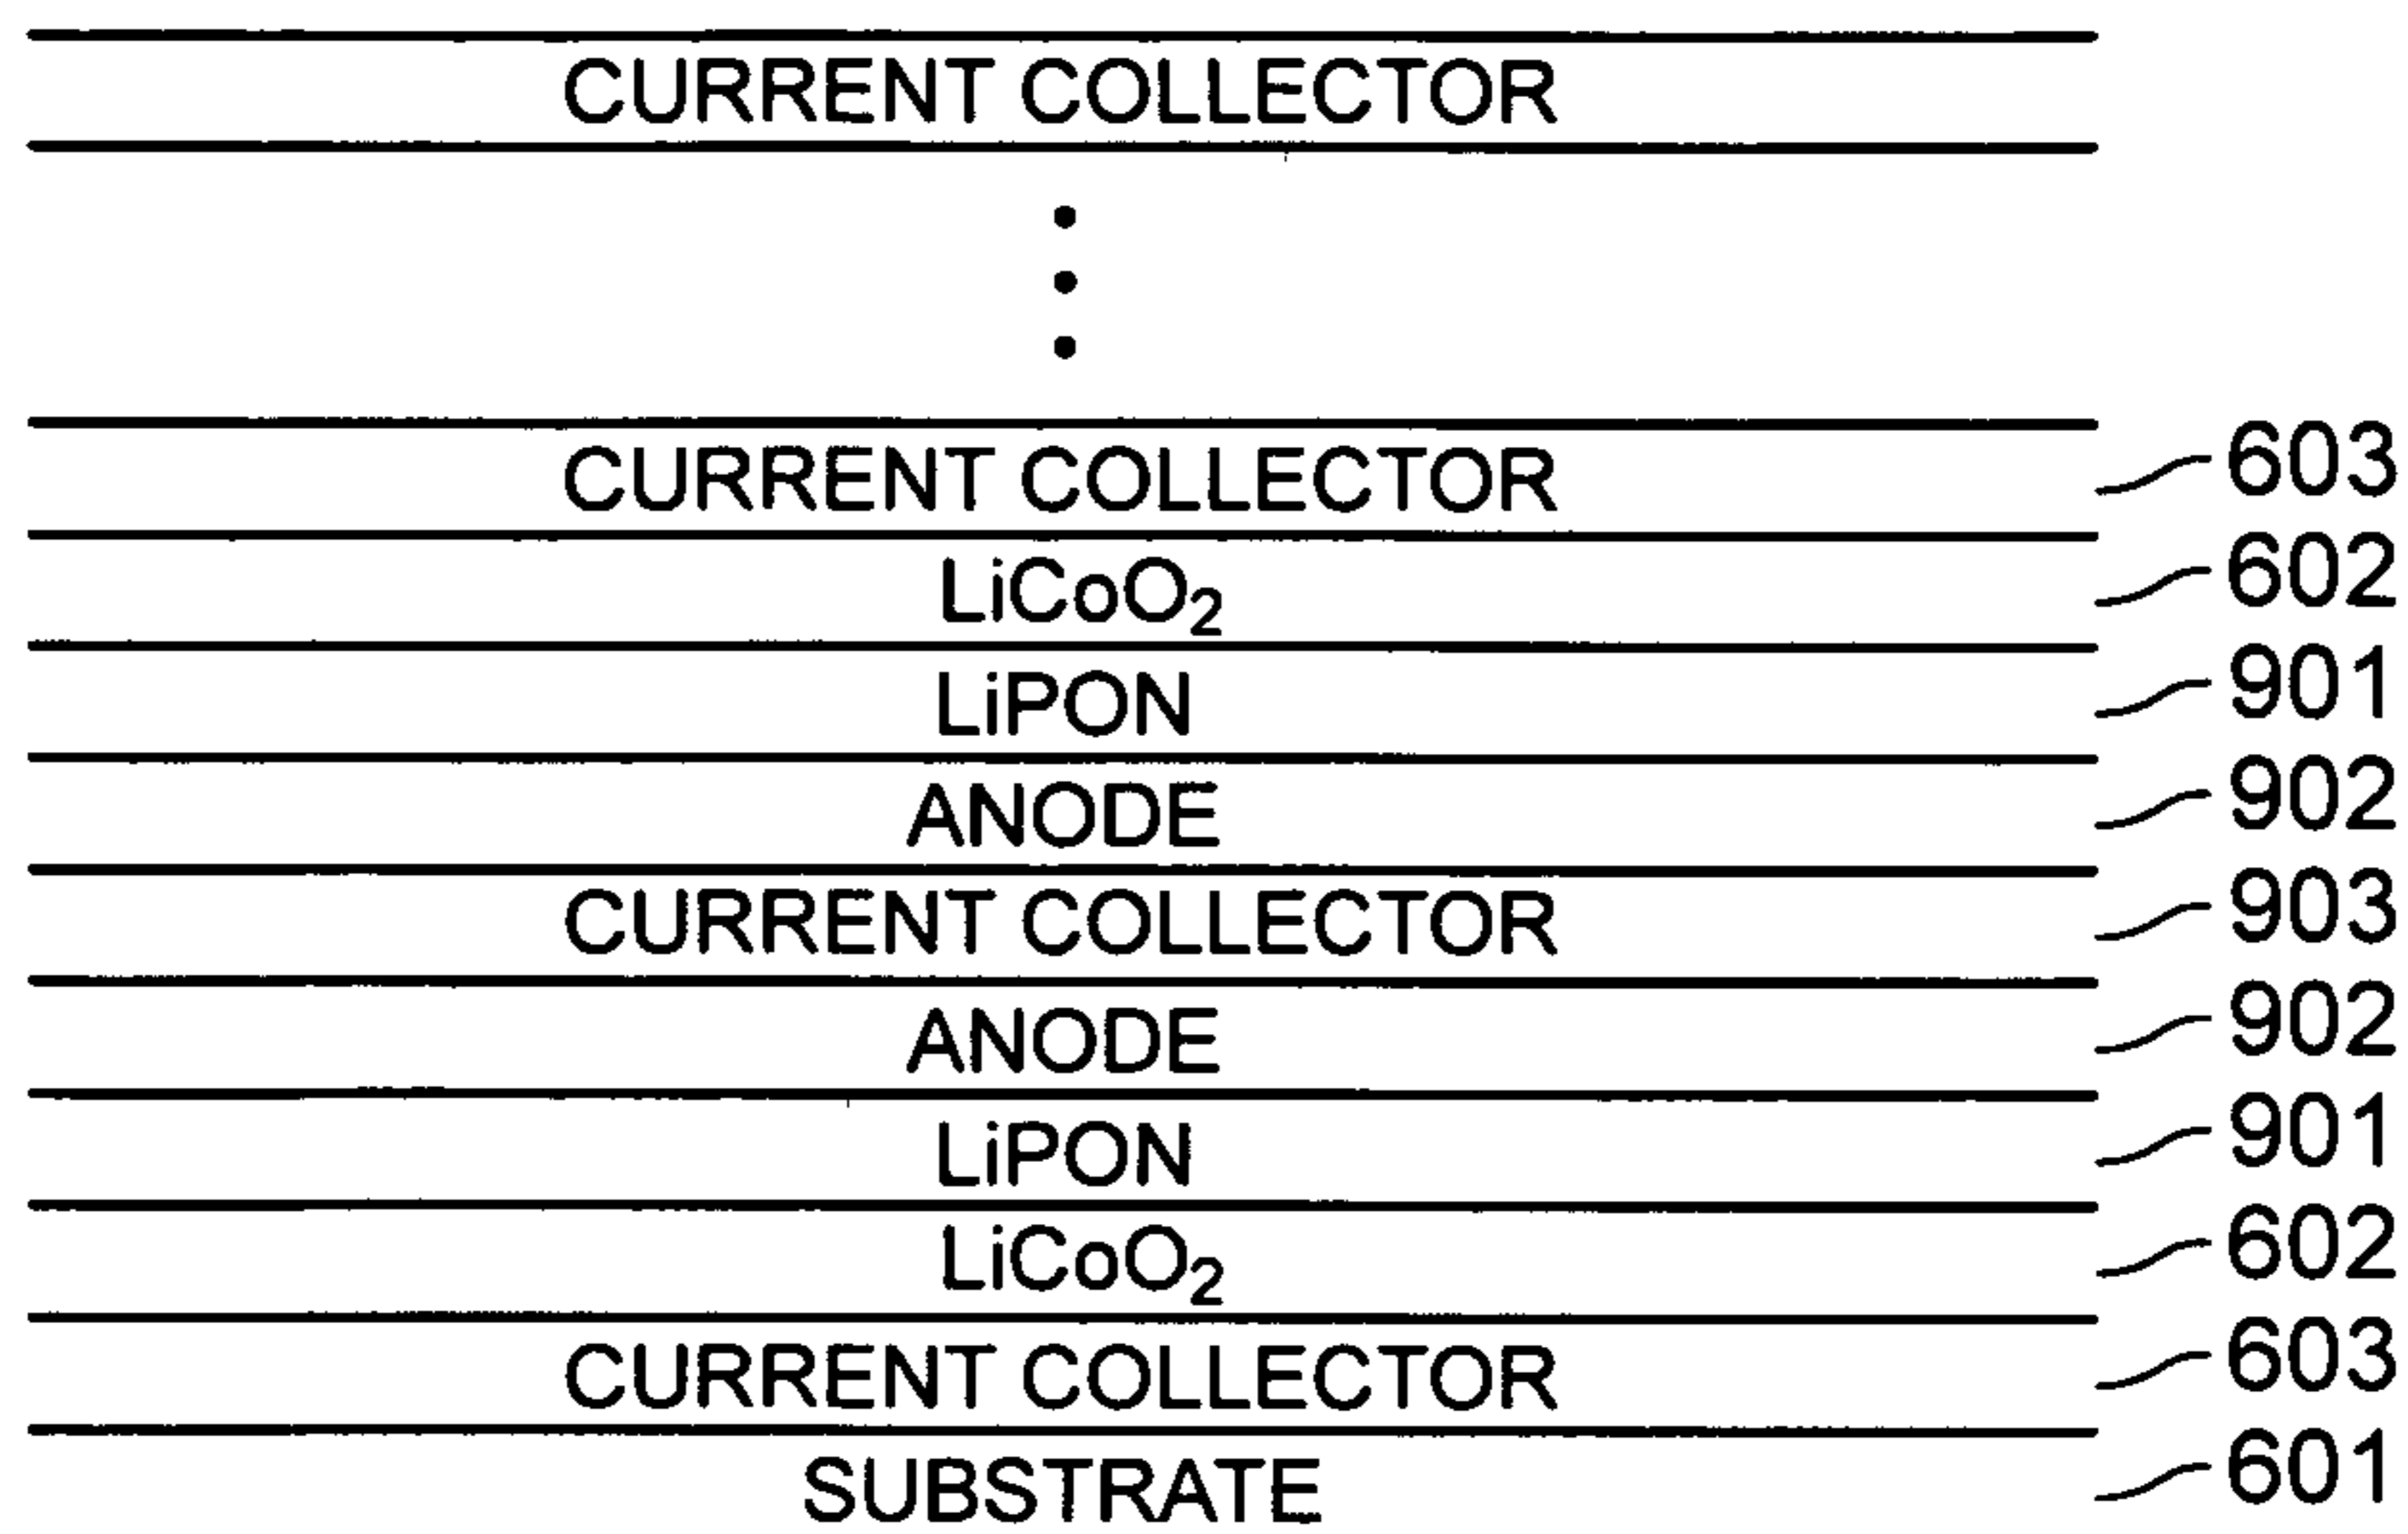 CURRENT COLLECTOR
CURRENT COLLECTOR 603
LiCoO₂ 602
LiPON 901
ANODE 902
CURRENT COLLECTOR 903
ANODE 902
LiPON 901
LiCoO₂ 602
CURRENT COLLECTOR 603
SUBSTRATE 601